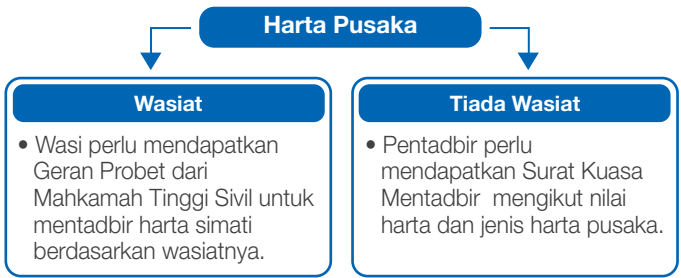 Harta Pusaka
Wasiat
• Wasi perlu mendapatkan
Geran Probet dari
Mahkamah Tinggi Sivil untuk
mentadbir harta simati
berdasarkan wasiatnya.
Tiada Wasiat
• Pentadbir perlu
mendapatkan Surat Kuasa
Mentadbir mengikut nilai
harta dan jenis harta pusaka.